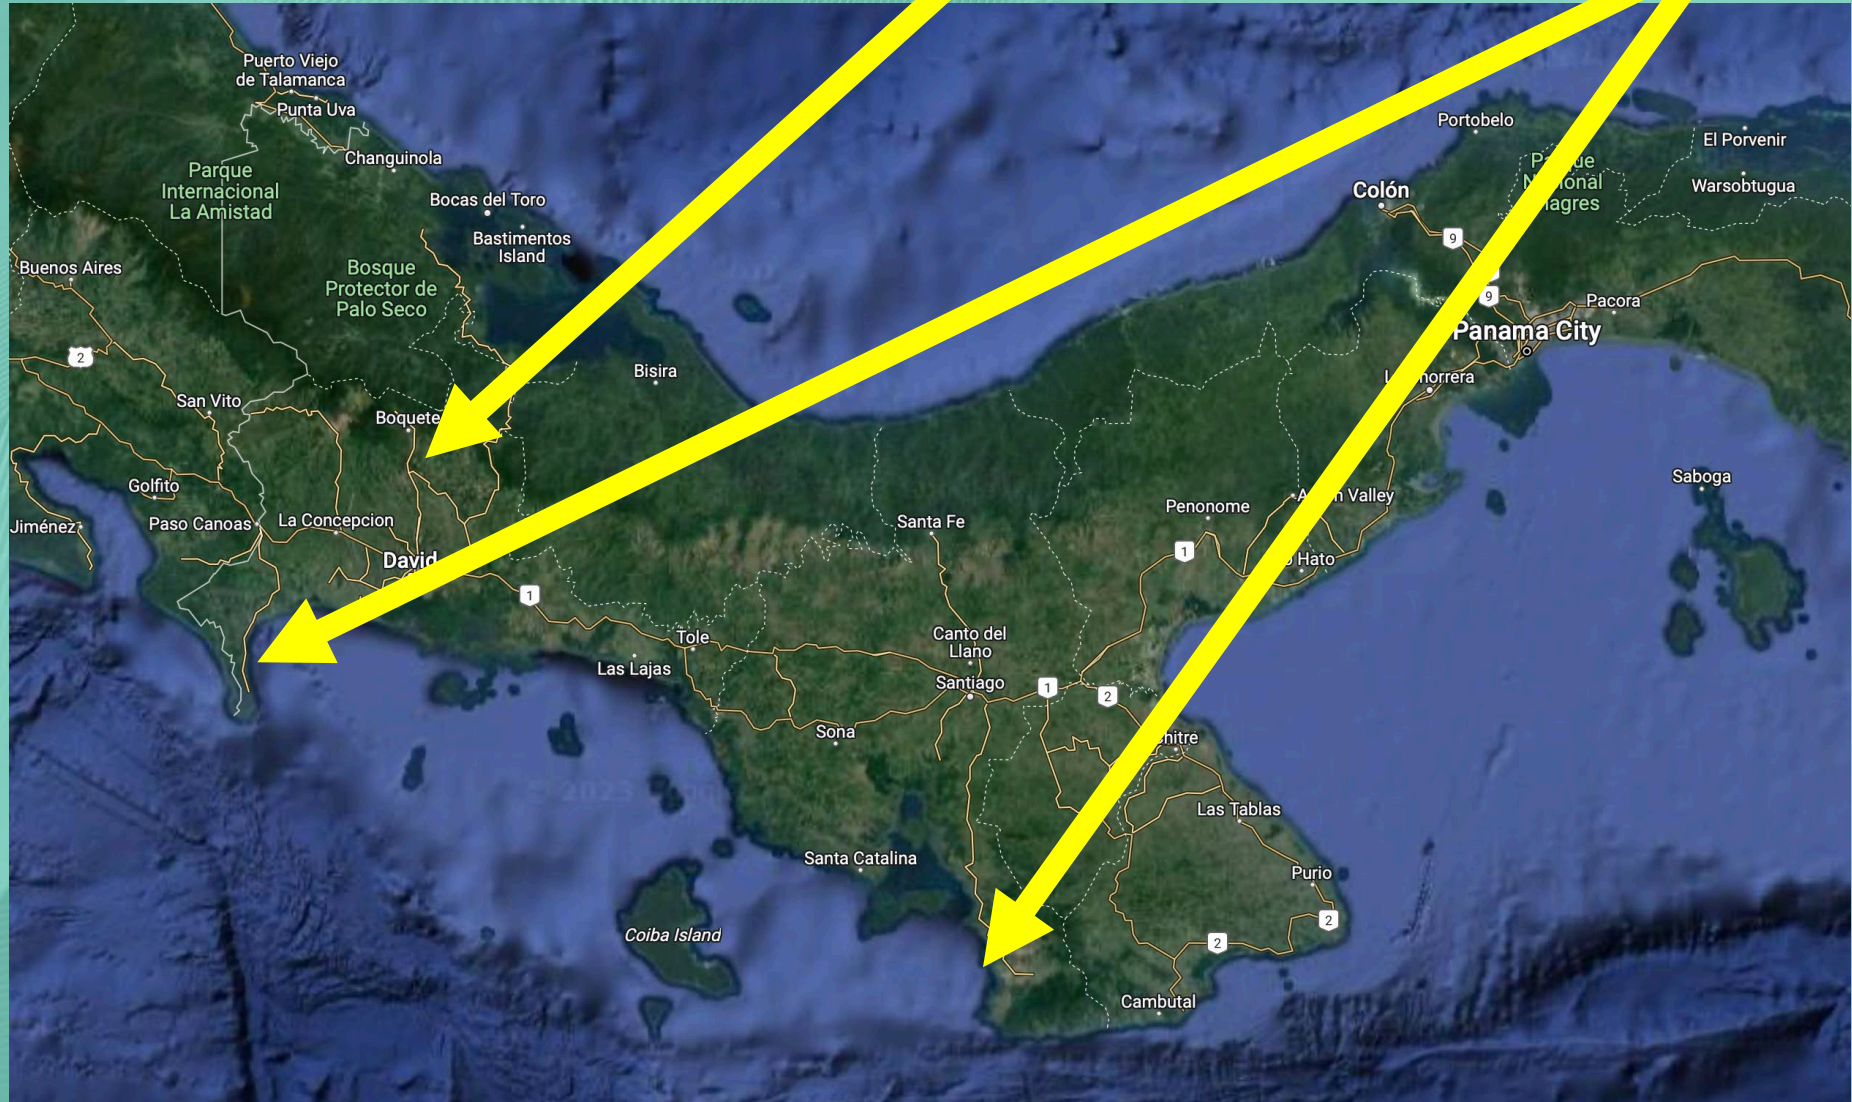 Puerto Viejo
de Talamanca
Punta Uva
Changuinola
Parque
Internacional
La Amistad
Bocas del Toro
Bastimentos
Island
Bosque
Protector de
Palo Seco
Buenos Aires
2
San Vito
Boquete
Bisira
Golfito
Paso Canoas
La Concepcion
Jiménez
David
1
Portobelo
El Porvenir
Warsobtugua
Colón
9
9
Pacora
Panama City
Saboga
Penonome
Valley
Hato
1
Santa Fe
Canto del
Llano
Santiago
1
2
Tole
Las Lajas
Sona
Las Tablas
Santa Catalina
Purio
2
2
Coiba Island
Cambutal